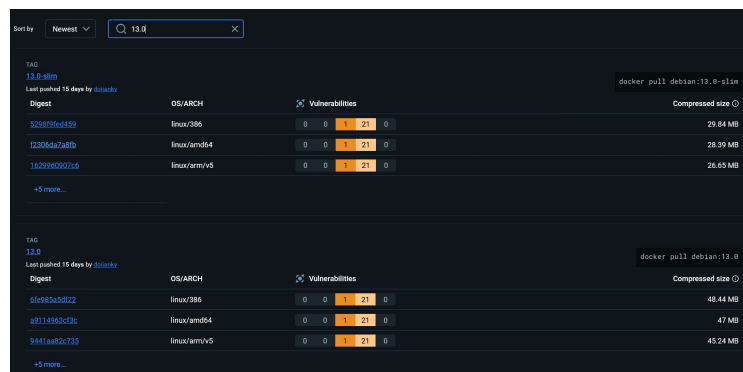 Sort by Newest 13.0
TAG
13.0-slim
docker pull debian:13.0-slim
Last pushed 15 days by doijanky
Digest OS/ARCH Vulnerabilities Compressed size
5298f9fed459 linux/386 0 0 1 21 0 29.84 MB
f2306da7a8fb linux/amd64 0 0 1 21 0 28.39 MB
16299d0907c6 linux/arm/v5 0 0 1 21 0 26.65 MB
+5 more...
TAG
13.0
docker pull debian:13.0
Last pushed 15 days by doijanky
Digest OS/ARCH Vulnerabilities Compressed size
6fe985a5df22 linux/386 0 0 1 21 0 48.44 MB
a9114963cf3c linux/amd64 0 0 1 21 0 47 MB
9441aa82c735 linux/arm/v5 0 0 1 21 0 45.24 MB
+5 more...